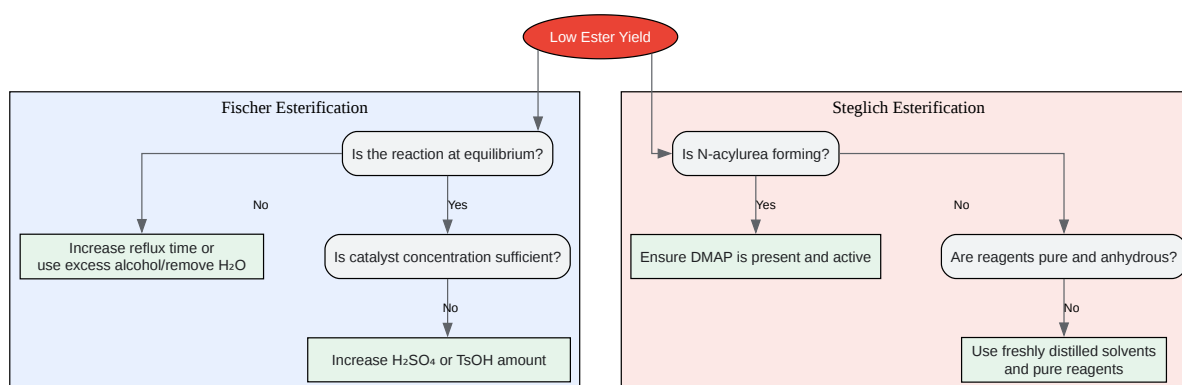 Low Ester Yield
Fischer Esterification
Is the reaction at equilibrium?
No
Yes
Increase reflux time or
use excess alcohol/remove H₂O
Is catalyst concentration sufficient?
No
Increase H₂SO₄ or TsOH amount
Steglich Esterification
Is N-acylurea forming?
Yes
No
Ensure DMAP is present and active
Are reagents pure and anhydrous?
No
Use freshly distilled solvents
and pure reagents